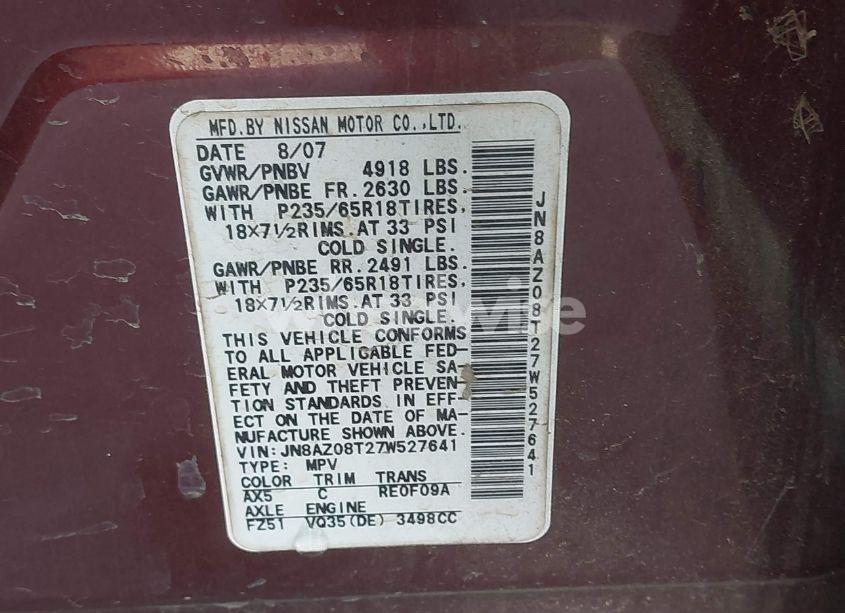 MFD.BY NISSAN MOTOR CO.,LTD.
DATE 8/07
GVWR/PNBV 4918 LBS.
GAWR/PNBE FR.2630 LBS.
WITH P235/65R18TIRES,
18×7½RIMS.AT 33 PSI
COLD SINGLE.
GAWR/PNBE RR.2491 LBS.
WITH P235/65R18TIRES,
18×7½RIMS.AT 33 PSI
COLD SINGLE.
THIS VEHICLE CONFORMS
TO ALL APPLICABLE FED-
ERAL MOTOR VEHICLE SA-
FETY AND THEFT PREVEN-
TION STANDARDS IN EFF-
ECT ON THE DATE OF MA-
NUFACTURE SHOWN ABOVE.
VIN:JN8AZ08T27W527641
TYPE: MPV
COLOR TRIM TRANS
AX5 C RE0F09A
AXLE ENGINE
FZ51 VQ35(DE) 3498CC
JN8AZ08T27W527641